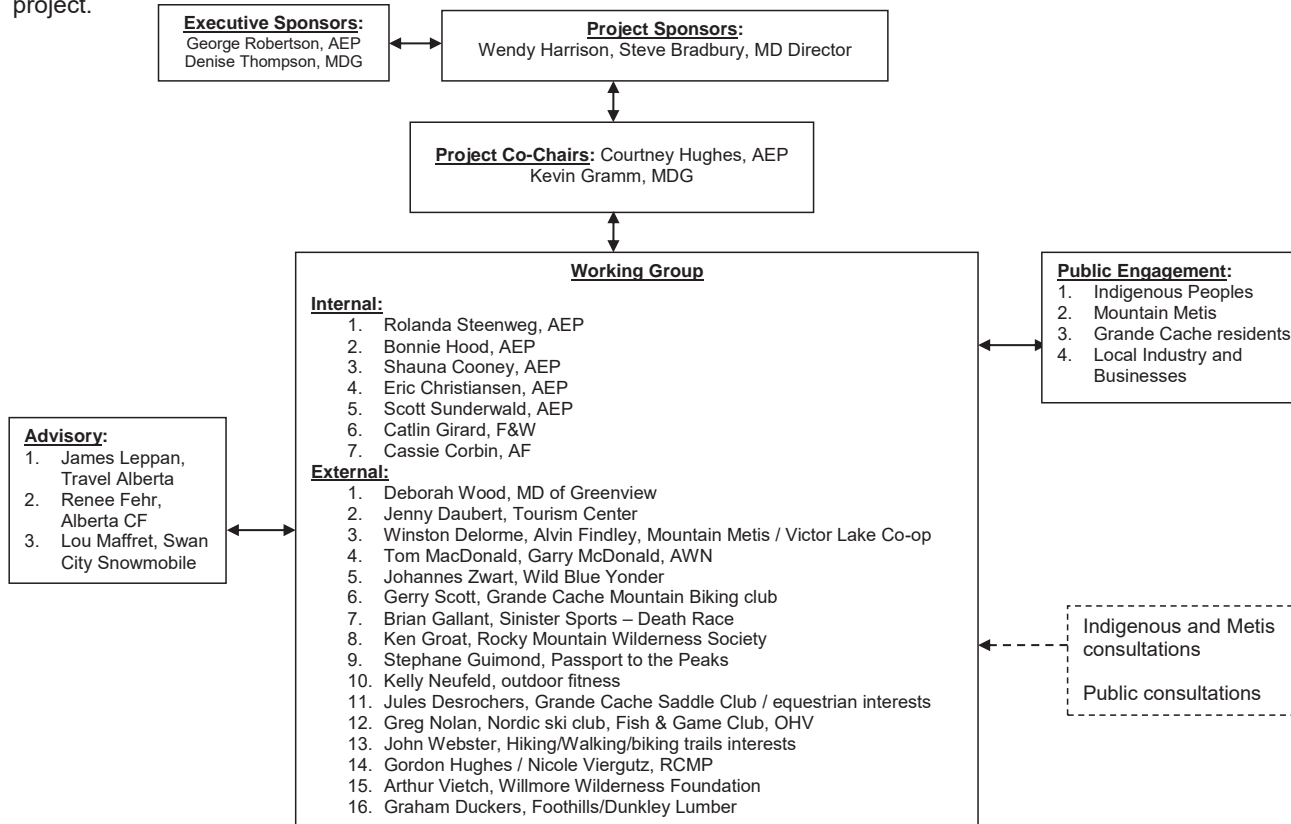 project.
Executive Sponsors:
George Robertson, AEP
Denise Thompson, MDG
Project Sponsors:
Wendy Harrison, Steve Bradbury, MD Director
Project Co-Chairs: Courtney Hughes, AEP
Kevin Gramm, MDG
Working Group
Internal:
1. Rolanda Steenweg, AEP
2. Bonnie Hood, AEP
3. Shauna Cooney, AEP
4. Eric Christiansen, AEP
5. Scott Sunderwald, AEP
6. Catlin Girard, F&W
7. Cassie Corbin, AF
External:
1. Deborah Wood, MD of Greenview
2. Jenny Daubert, Tourism Center
3. Winston Delorme, Alvin Findley, Mountain Metis / Victor Lake Co-op
4. Tom MacDonald, Garry McDonald, AWN
5. Johannes Zwart, Wild Blue Yonder
6. Gerry Scott, Grande Cache Mountain Biking club
7. Brian Gallant, Sinister Sports – Death Race
8. Ken Groat, Rocky Mountain Wilderness Society
9. Stephane Guimond, Passport to the Peaks
10. Kelly Neufeld, outdoor fitness
11. Jules Desrochers, Grande Cache Saddle Club / equestrian interests
12. Greg Nolan, Nordic ski club, Fish & Game Club, OHV
13. John Webster, Hiking/Walking/biking trails interests
14. Gordon Hughes / Nicole Viergutz, RCMP
15. Arthur Vietch, Willmore Wilderness Foundation
16. Graham Duckers, Foothills/Dunkley Lumber
Public Engagement:
1. Indigenous Peoples
2. Mountain Metis
3. Grande Cache residents
4. Local Industry and
Businesses
Advisory:
1. James Leppan,
Travel Alberta
2. Renee Fehr,
Alberta CF
3. Lou Maffret, Swan
City Snowmobile
Indigenous and Metis
consultations
Public consultations